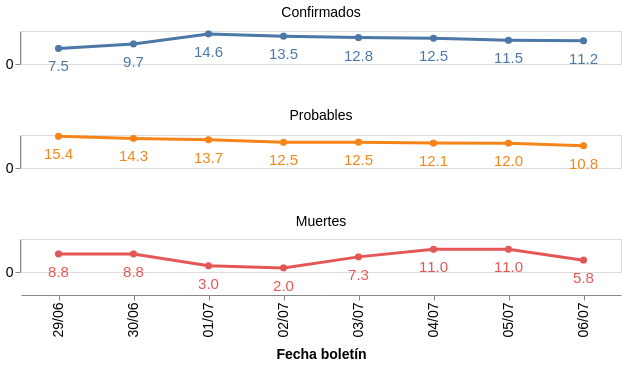 Confirmados
0
7.5 9.7 14.6 13.5 12.8 12.5 11.5 11.2
Probables
0
15.4 14.3 13.7 12.5 12.5 12.1 12.0 10.8
Muertes
0
8.8 8.8 3.0 2.0 7.3 11.0 11.0 5.8
29/06 30/06 01/07 02/07 03/07 04/07 05/07 06/07
Fecha boletín